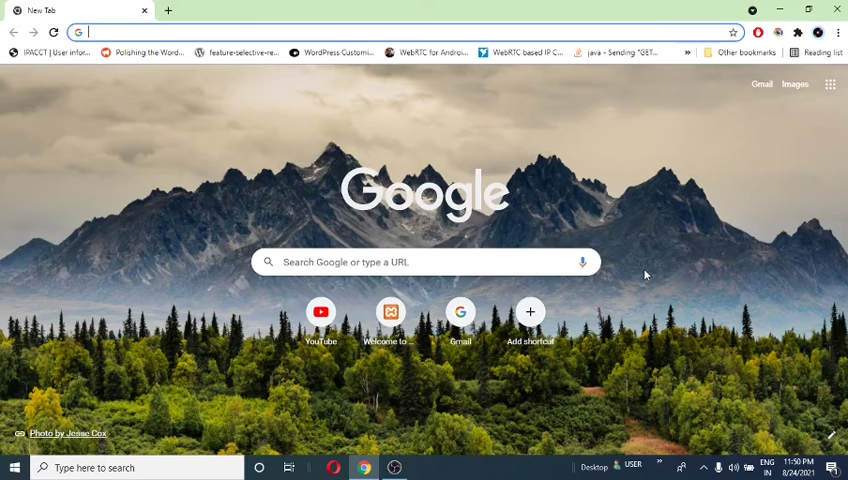 New Tab
IPACCT | User infor...
Polishing the Word...
feature-selective-re...
WordPress Customi...
WebRTC for Android...
WebRTC based IP C...
java - Sending "GET...
»
Other bookmarks
Reading list
Gmail
Images
Google
Search Google or type a URL
YouTube
Welcome to ...
Gmail
Add shortcut
Photo by Jesse Cox
Type here to search
Desktop
USER
»
ENG
IN
11:50 PM
8/24/2021